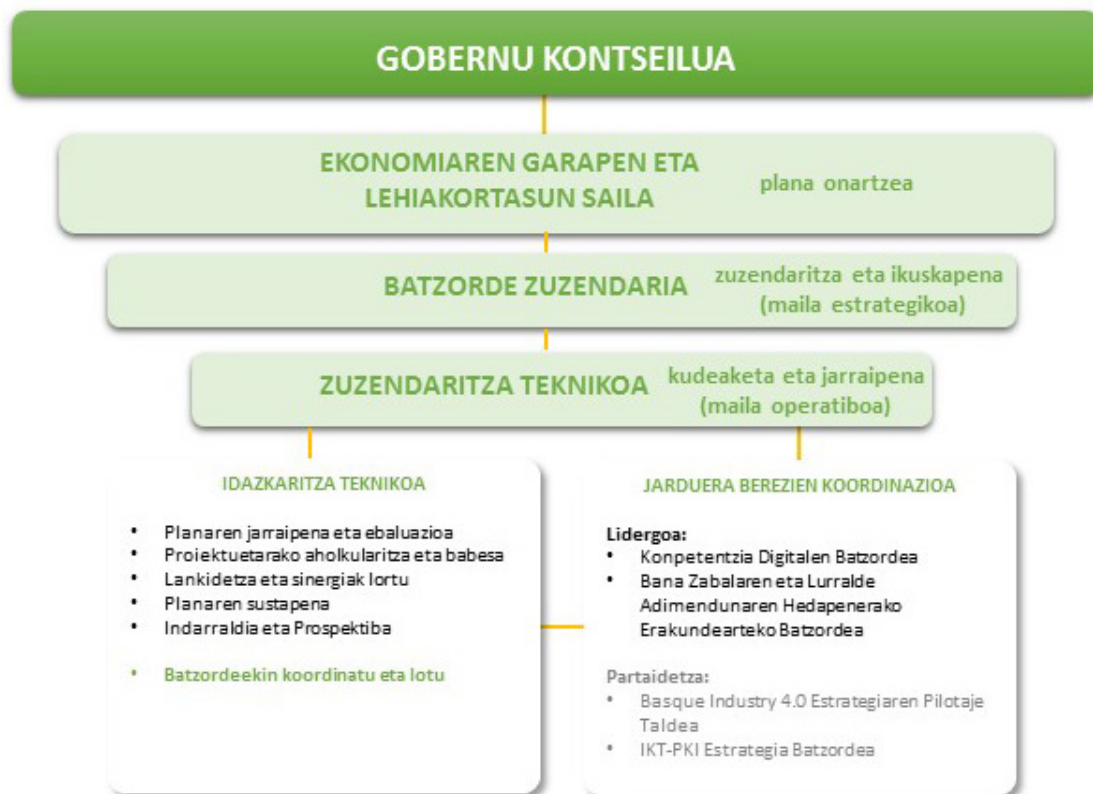 GOBERNU KONTSEILUA
EKONOMIAREN GARAPEN ETA
LEHIAKORTASUN SAILA
plana onartzea
BATZORDE ZUZENDARIA
zuzendaritza eta ikuskapena
(maila estrategikoa)
ZUZENDARITZA TEKNIKOA
kudeaketa eta jarraipena
(maila operatiboa)
IDAZKARITZA TEKNIKOA
• Planaren jarraipena eta ebaluazioa
• Proiektuetarako aholkularitza eta babesa
• Lankidetza eta sinergiak lortu
• Planaren sustapena
• Indarraldia eta Prospektiba
• Batzordeekin koordinatu eta lotu
JARDUERA BEREZIEN KOORDINAZIOA
Lidergoa:
• Konpetentzia Digitalen Batzordea
• Bana Zabalaren eta Lurralde
Adimendunaren Hedapenerako
Erakundearteko Batzordea
Partaidetza:
• Basque Industry 4.0 Estrategiaren Pilotaje
Taldea
• IKT-PKI Estrategia Batzordea